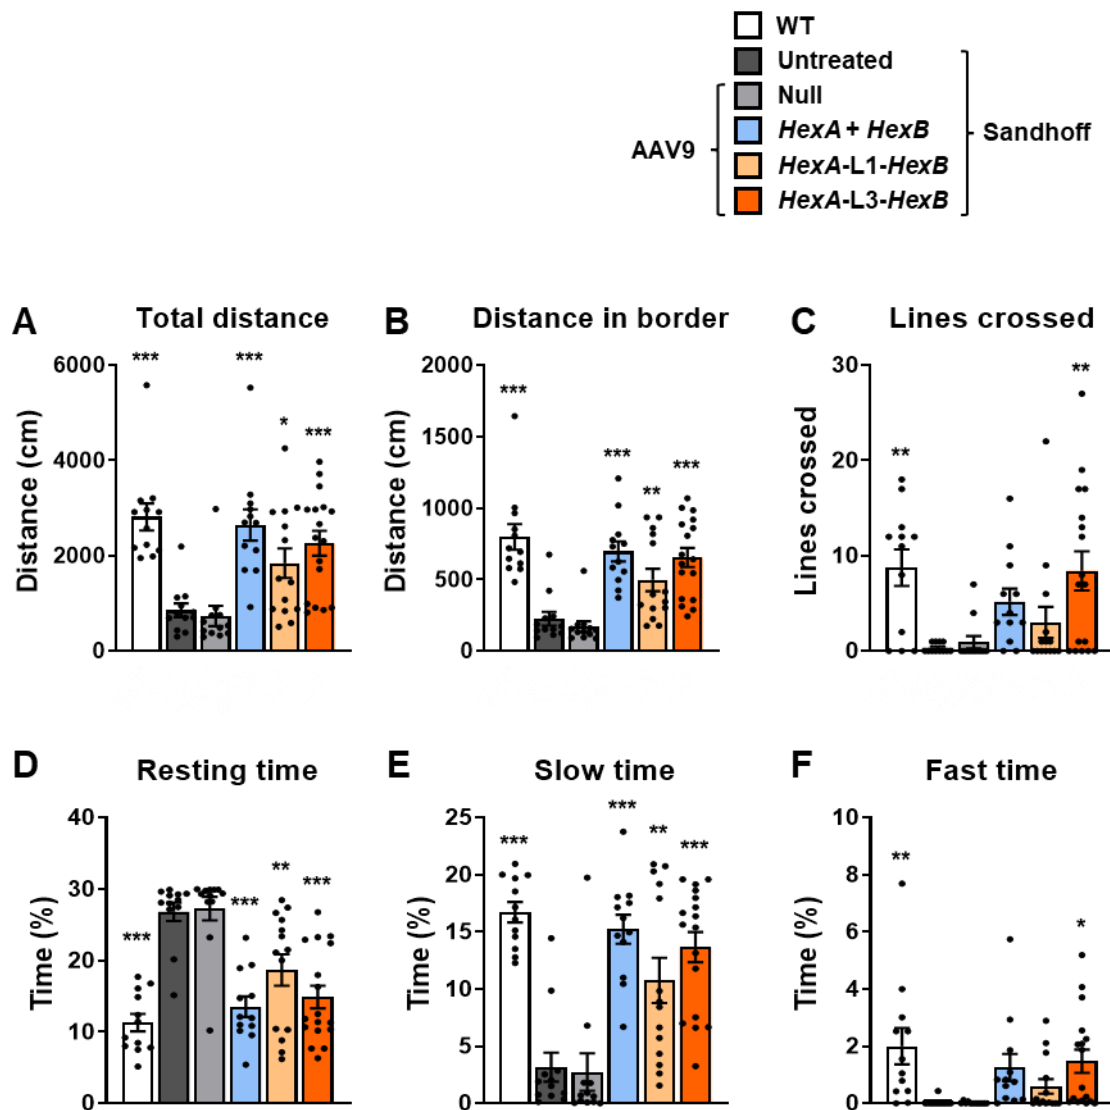 WT
Untreated
Null
HexA + HexB
HexA-L1-HexB
HexA-L3-HexB
AAV9
Sandhoff
A Total distance
Distance (cm)
6000
4000
2000
0
***
***
*
***
B Distance in border
Distance (cm)
2000
1500
1000
500
0
***
***
**
***
C Lines crossed
Lines crossed
30
20
10
0
**
**
D Resting time
Time (%)
40
30
20
10
0
***
***
**
***
E Slow time
Time (%)
25
20
15
10
5
0
***
***
**
***
F Fast time
Time (%)
10
8
6
4
2
0
**
*